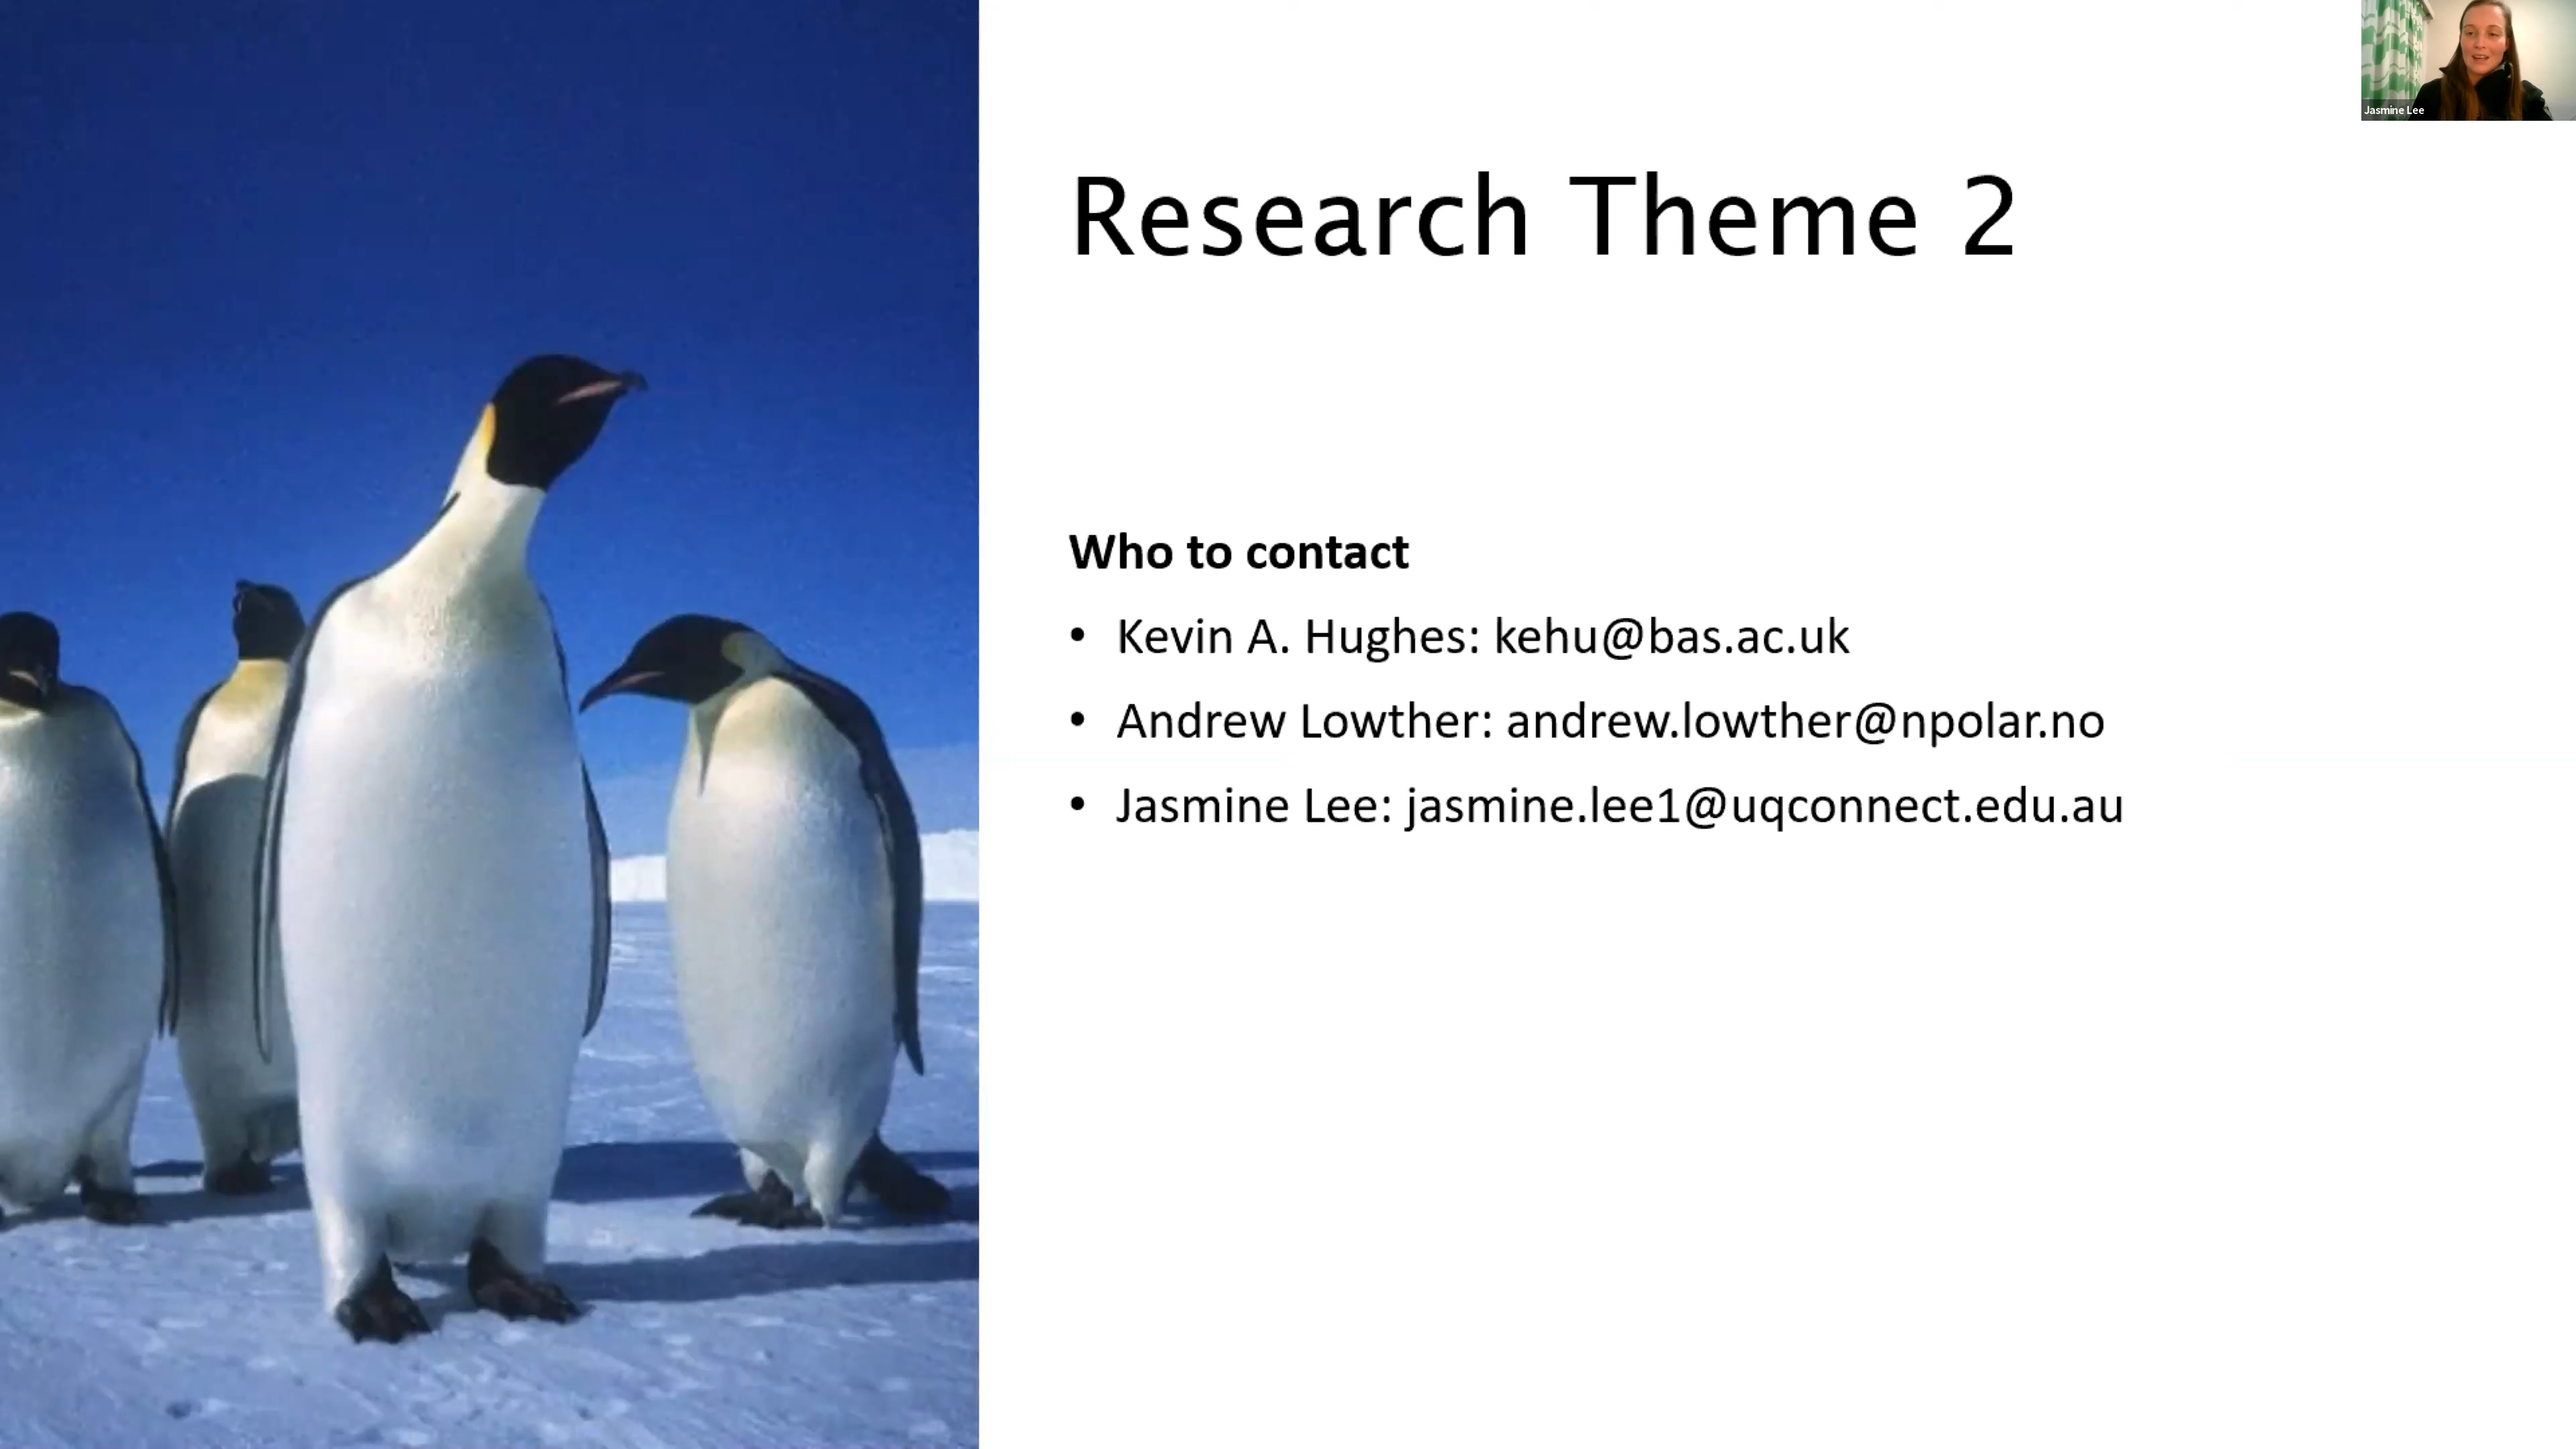 Jasmine Lee
Research Theme 2
Who to contact
• Kevin A. Hughes: kehu@bas.ac.uk
• Andrew Lowther: andrew.lowther@npolar.no
• Jasmine Lee: jasmine.lee1@uqconnect.edu.au